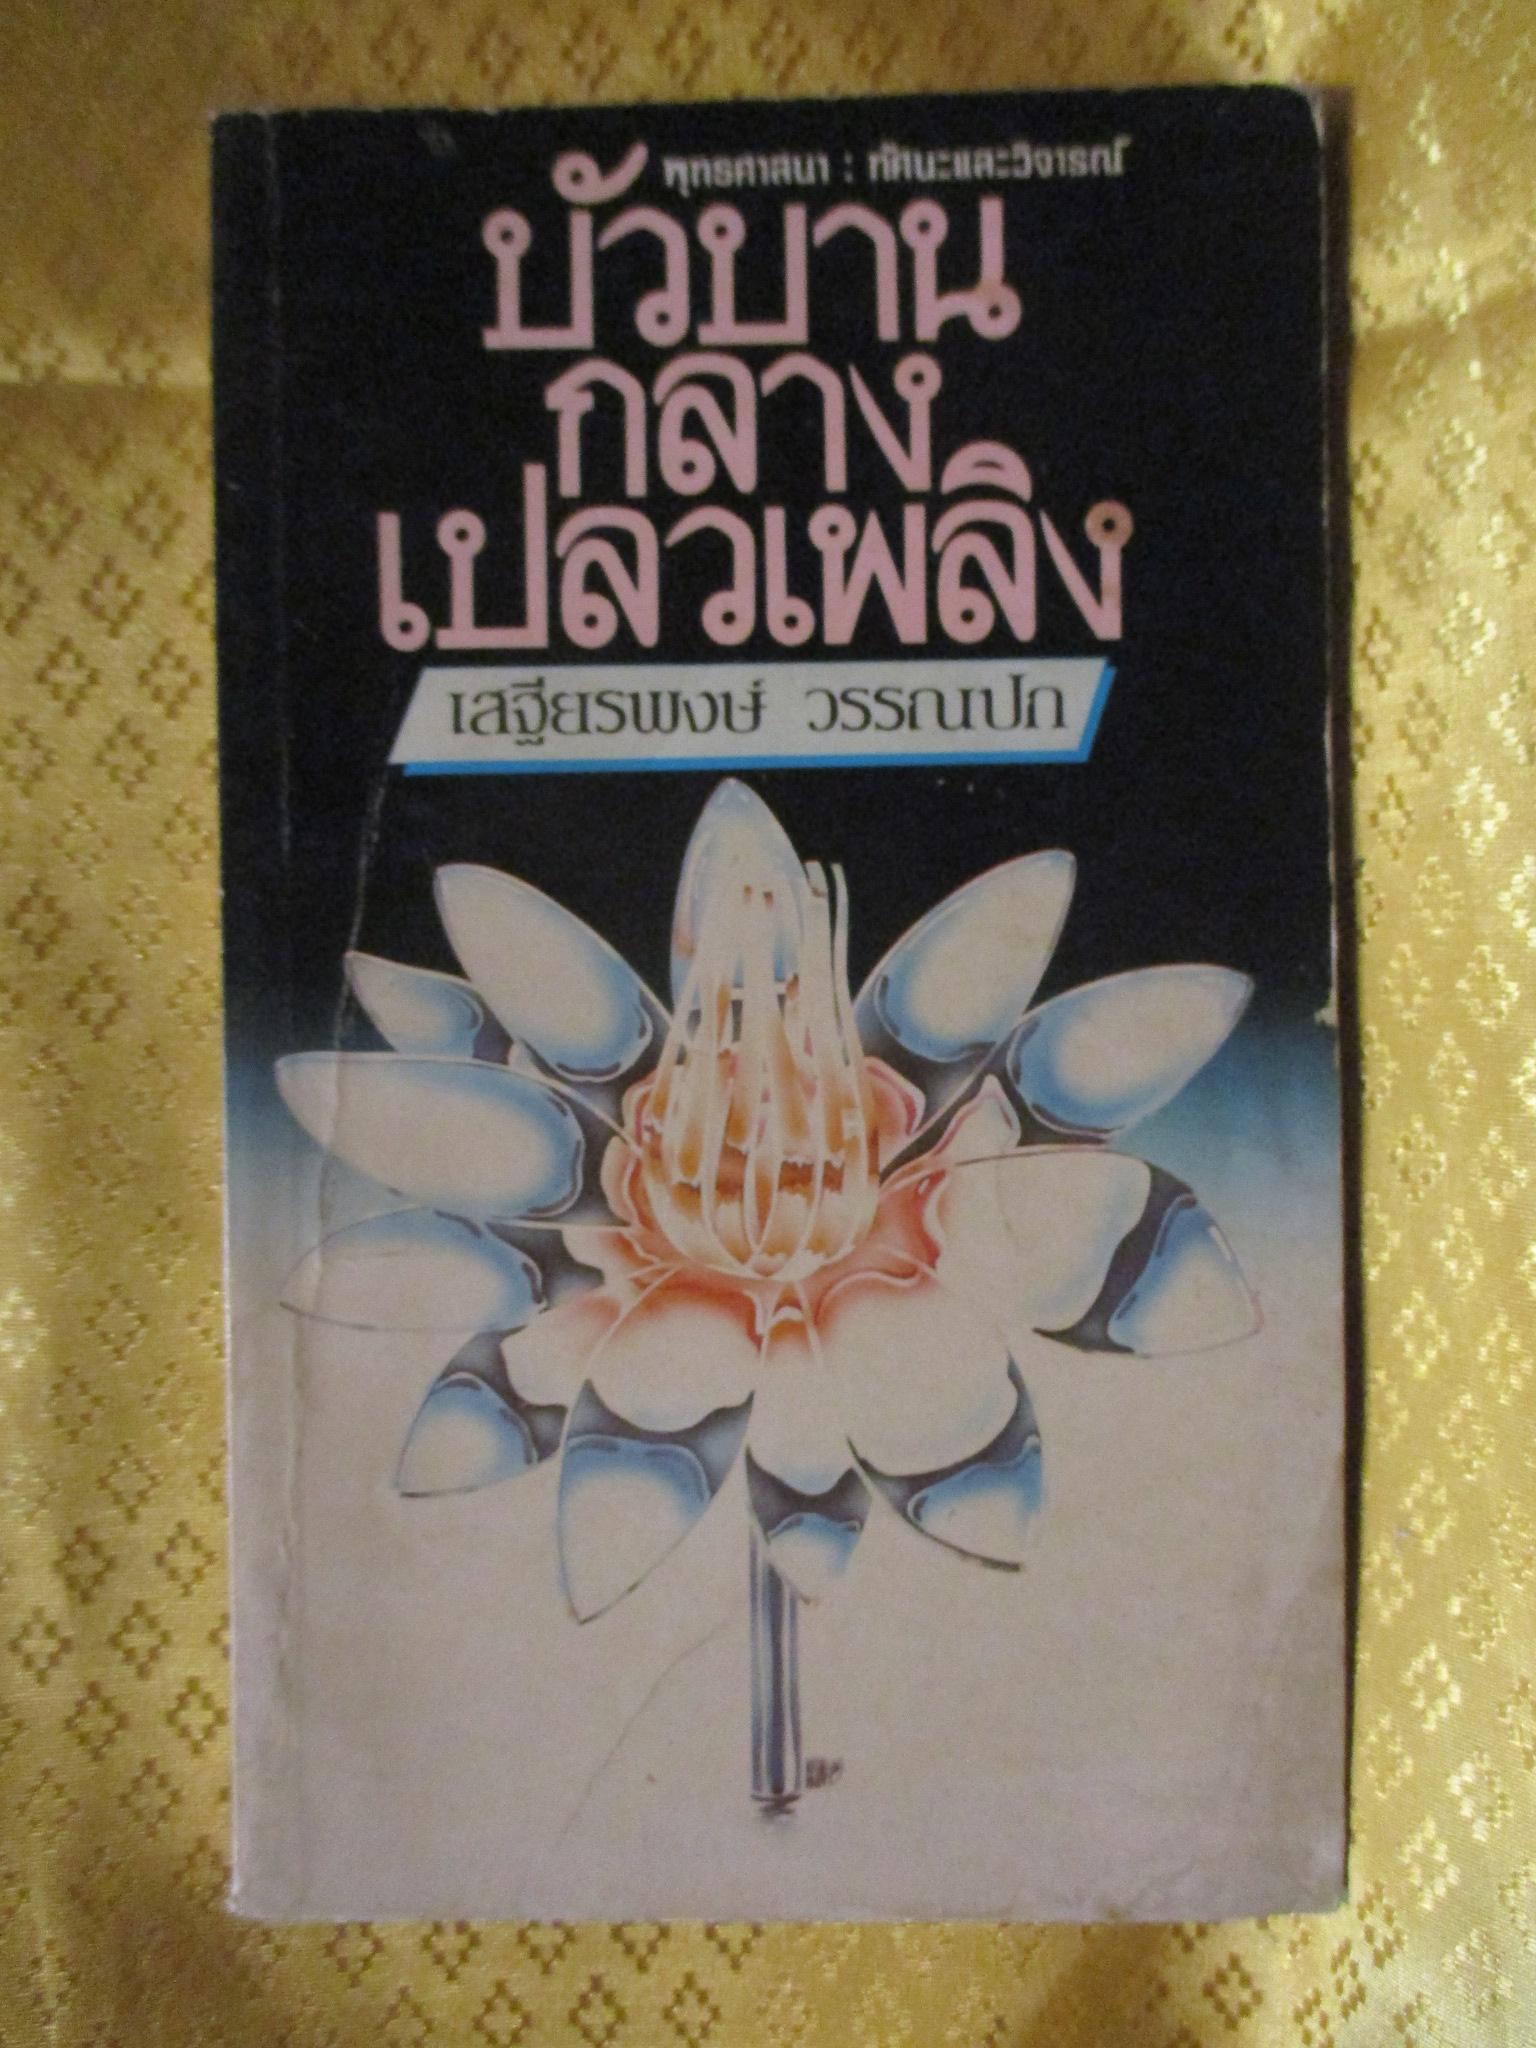 พุทธศาสนา : ทัศนะและวิจารณ์
บัวบาน
กลาง
เปลวเพลิง
เสฐียรพงษ์ วรรณปก